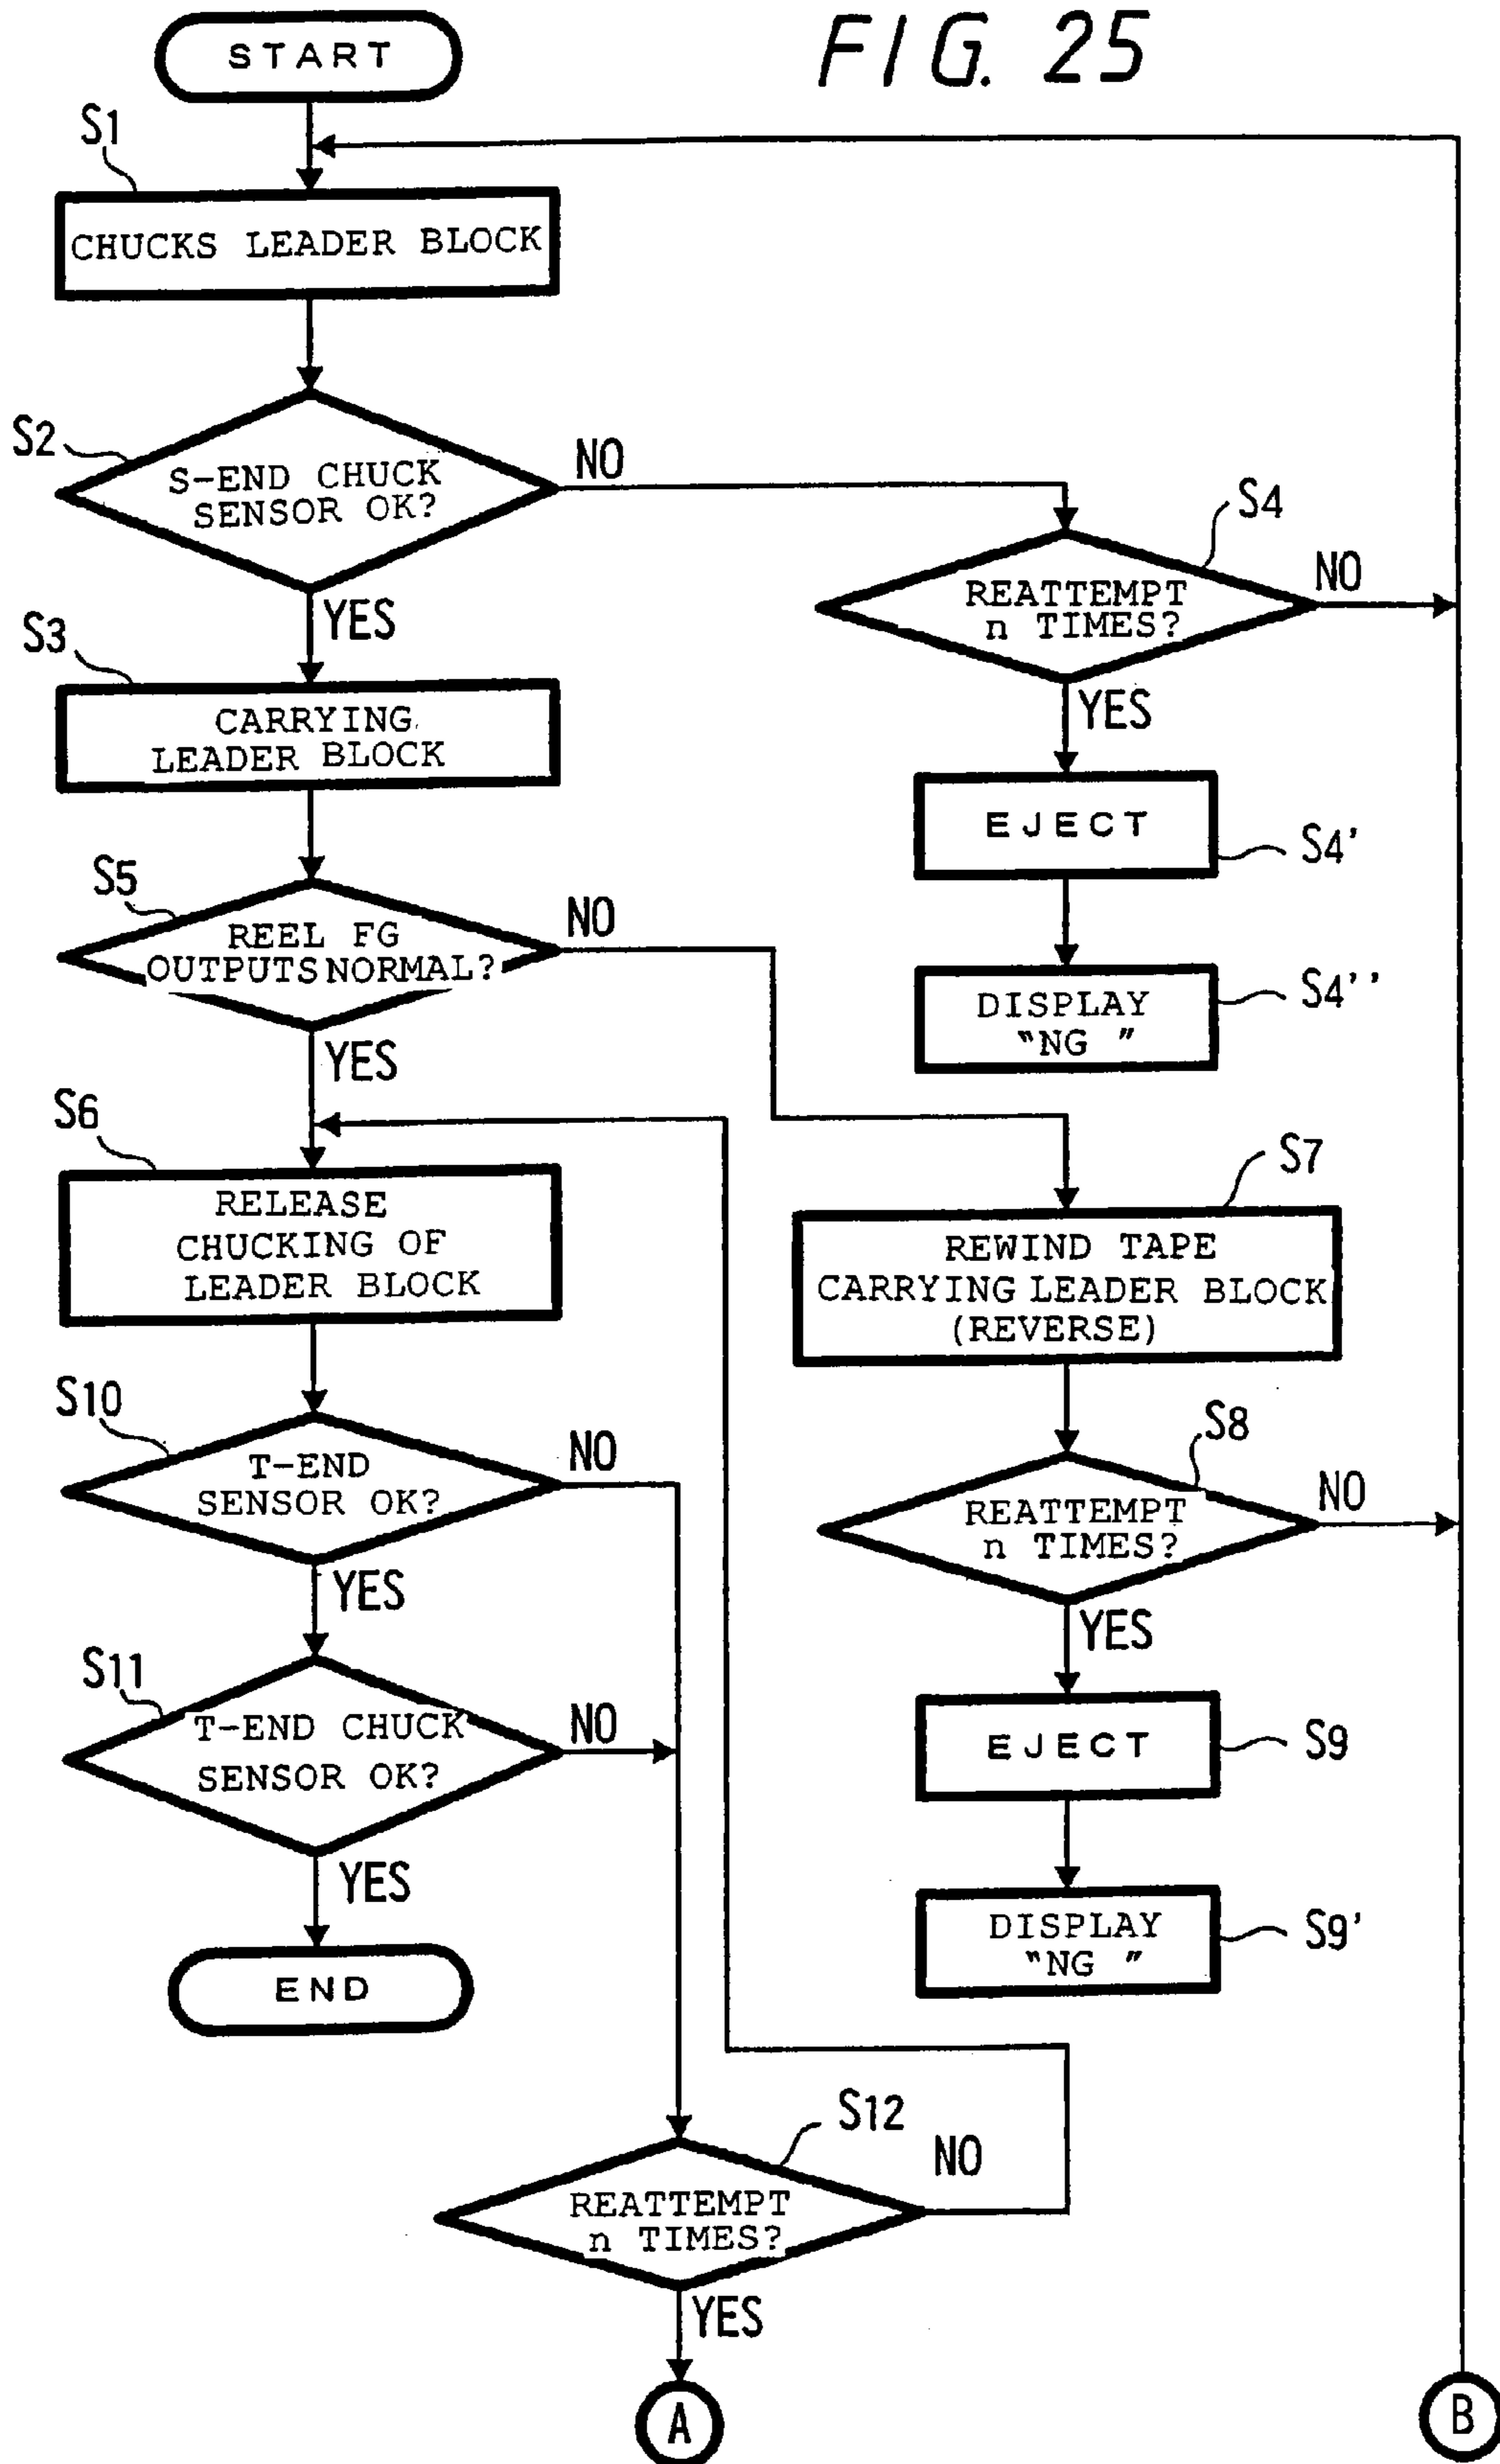 FIG. 25
START
S1
CHUCKS LEADER BLOCK
S2
S-END CHUCK
SENSOR OK?
NO
YES
S4
REATTEMPT
n TIMES?
NO
YES
S3
CARRYING
LEADER BLOCK
EJECT
S4'
S5
REEL FG
OUTPUTS NORMAL?
NO
YES
DISPLAY
"NG "
S4''
S6
RELEASE
CHUCKING OF
LEADER BLOCK
S7
REWIND TAPE
CARRYING LEADER BLOCK
(REVERSE)
S10
T-END
SENSOR OK?
NO
YES
S8
REATTEMPT
n TIMES?
NO
YES
S11
T-END CHUCK
SENSOR OK?
NO
YES
EJECT
S9
END
DISPLAY
"NG "
S9'
S12
REATTEMPT
n TIMES?
NO
YES
A
B